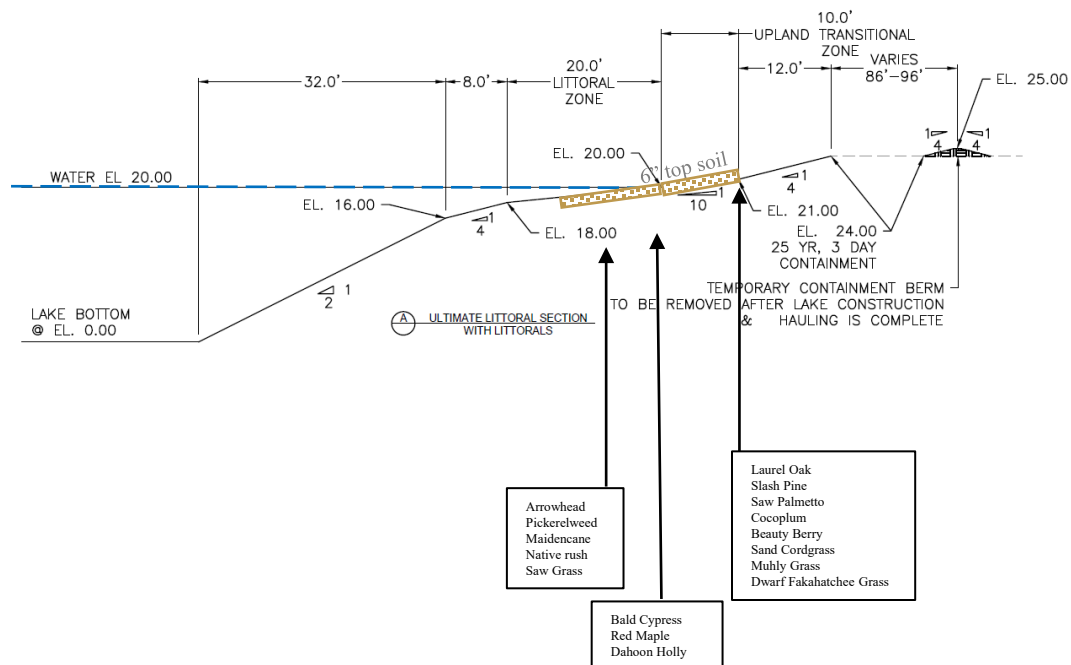 10.0'
UPLAND TRANSITIONAL
ZONE
32.0'
8.0'
20.0'
LITTORAL
ZONE
12.0'
VARIES
86'-96'
EL. 25.00
1
4
1
4
WATER EL 20.00
EL. 20.00
6" top soil
EL. 16.00
1
4
EL. 18.00
1
10
1
4
EL. 21.00
EL. 24.00
25 YR, 3 DAY
CONTAINMENT
1
2
TEMPORARY CONTAINMENT BERM
TO BE REMOVED AFTER LAKE CONSTRUCTION
& HAULING IS COMPLETE
LAKE BOTTOM
@ EL. 0.00
A
ULTIMATE LITTORAL SECTION
WITH LITTORALS
Arrowhead
Pickerelweed
Maidencane
Native rush
Saw Grass
Bald Cypress
Red Maple
Dahoon Holly
Laurel Oak
Slash Pine
Saw Palmetto
Cocoplum
Beauty Berry
Sand Cordgrass
Muhly Grass
Dwarf Fakahatchee Grass